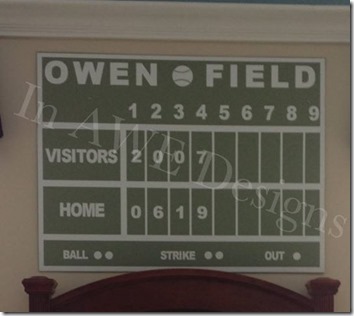 OWEN FIELD
1 2 3 4 5 6 7 8 9
VISITORS 2 0 0 7
HOME 0 6 1 9
BALL STRIKE OUT
In AWE Designs